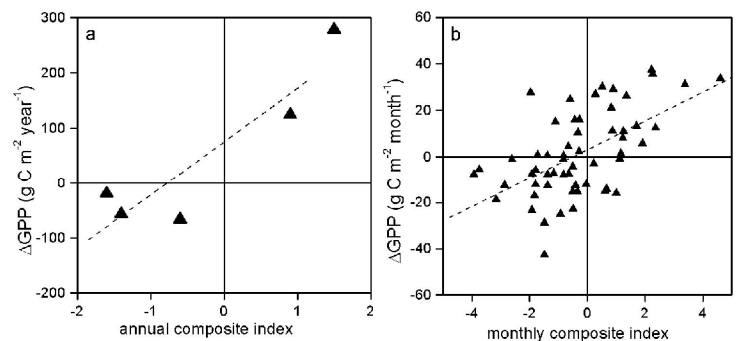 a
300
200
100
0
-100
-200
-2 -1 0 1 2
ΔGPP (g C m⁻² year⁻¹)
annual composite index
b
60
40
20
0
-20
-40
-60
-4 -2 0 2 4
ΔGPP (g C m⁻² month⁻¹)
monthly composite index